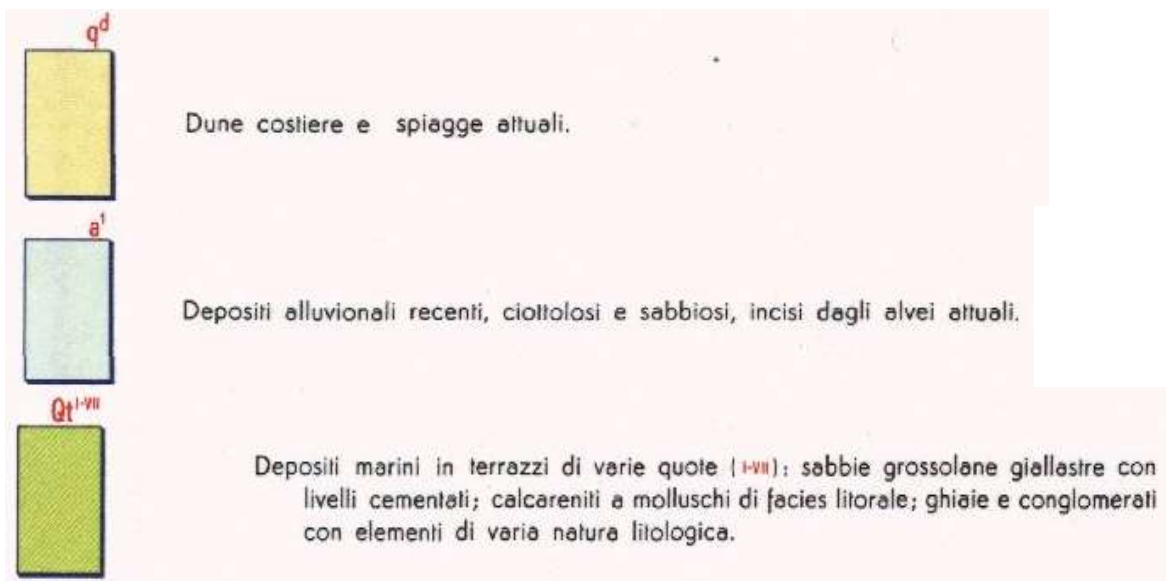 qᵈ
Dune costiere e spiagge attuali.
a¹
Depositi alluvionali recenti, ciottolosi e sabbiosi, incisi dagli alvei attuali.
Qt I-VII
Depositi marini in terrazzi di varie quote (I-VII): sabbie grossolane giallastre con
livelli cementati; calcareniti a molluschi di facies litorale; ghiaie e conglomerati
con elementi di varia natura litologica.